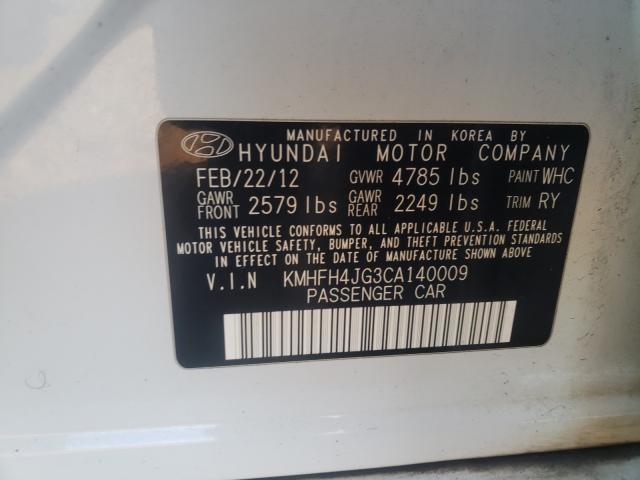 MANUFACTURED IN KOREA BY
HYUNDAI MOTOR COMPANY
FEB/22/12 GVWR 4785 lbs PAINT WHC
GAWR FRONT 2579 lbs GAWR REAR 2249 lbs TRIM RY
THIS VEHICLE CONFORMS TO ALL APPLICABLE U.S.A. FEDERAL
MOTOR VEHICLE SAFETY, BUMPER, AND THEFT PREVENTION STANDARDS
IN EFFECT ON THE DATE OF MANUFACTURE SHOWN ABOVE
V.I.N KMHFH4JG3CA140009
PASSENGER CAR